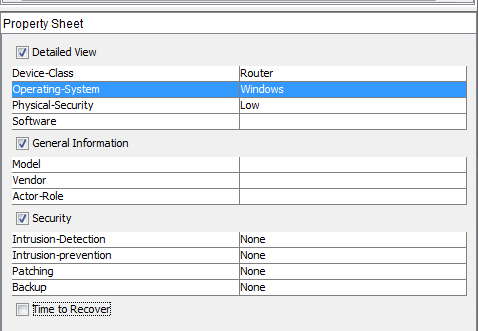 Property Sheet
Detailed View
Device-Class Router
Operating-System Windows
Physical-Security Low
Software
General Information
Model
Vendor
Actor-Role
Security
Intrusion-Detection None
Intrusion-prevention None
Patching None
Backup None
Time to Recover